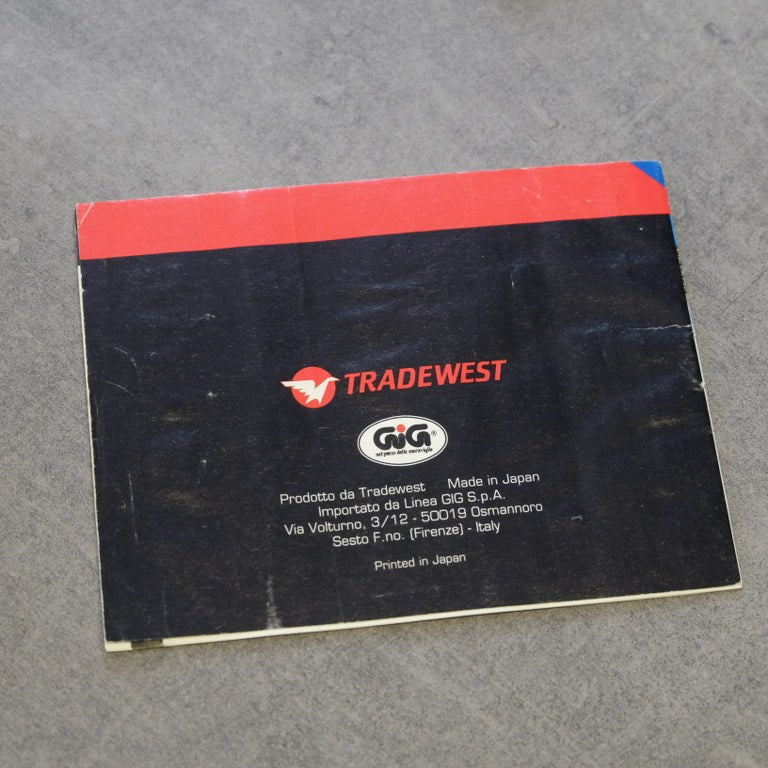 TRADEWEST
GiG®
nel paese delle meraviglie
Prodotto da Tradewest Made in Japan
Importato da Linea GIG S.p.A.
Via Volturno, 3/12 - 50019 Osmannoro
Sesto F.no. (Firenze) - Italy
Printed in Japan